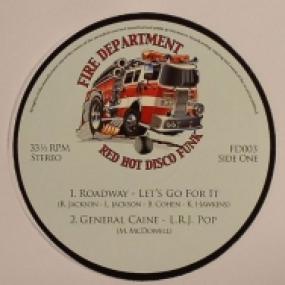 FIRE DEPARTMENT
RED HOT DISCO FUNK
33⅓ RPM
STEREO
FD003
SIDE ONE
1. ROADWAY - LET'S GO FOR IT
(R. JACKSON - L. JACKSON - B. COHEN - K. HAWKINS)
2. GENERAL CAINE - L.R.J. POP
(M. MCDOWELL)